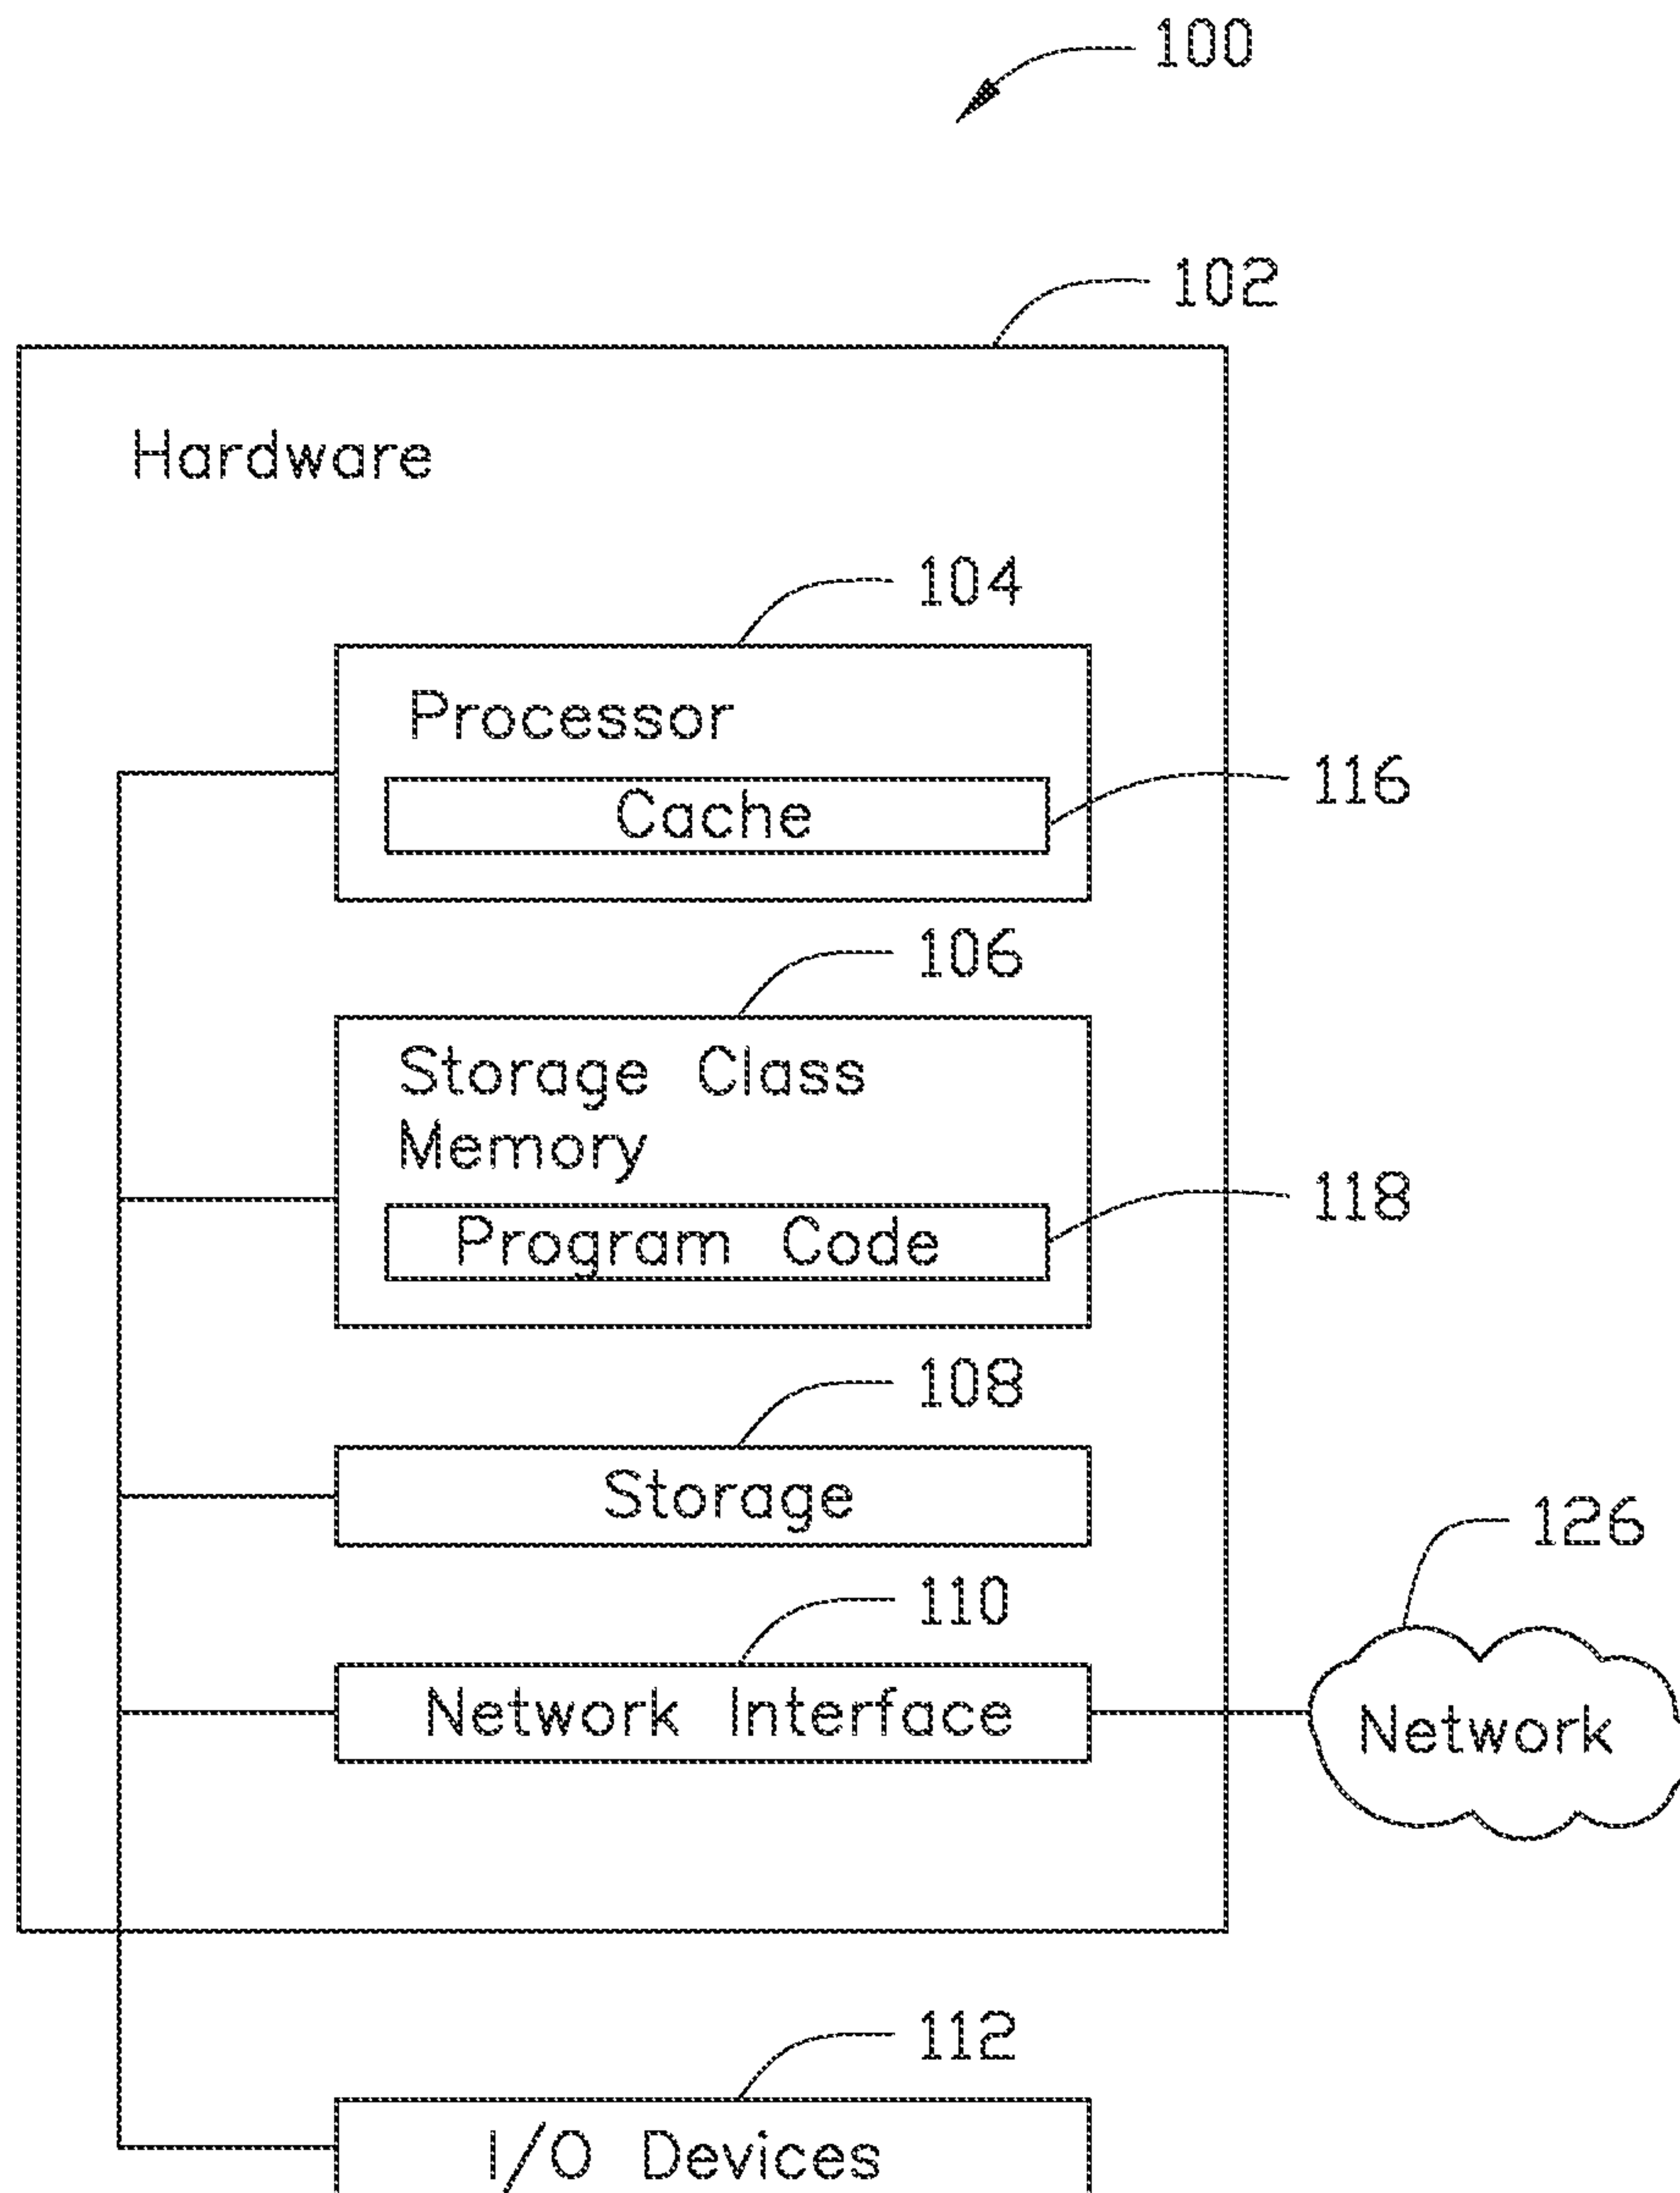 100
102
Hardware
104
Processor
Cache
116
106
Storage Class
Memory
Program Code
118
108
Storage
126
110
Network Interface
Network
112
I/O Devices